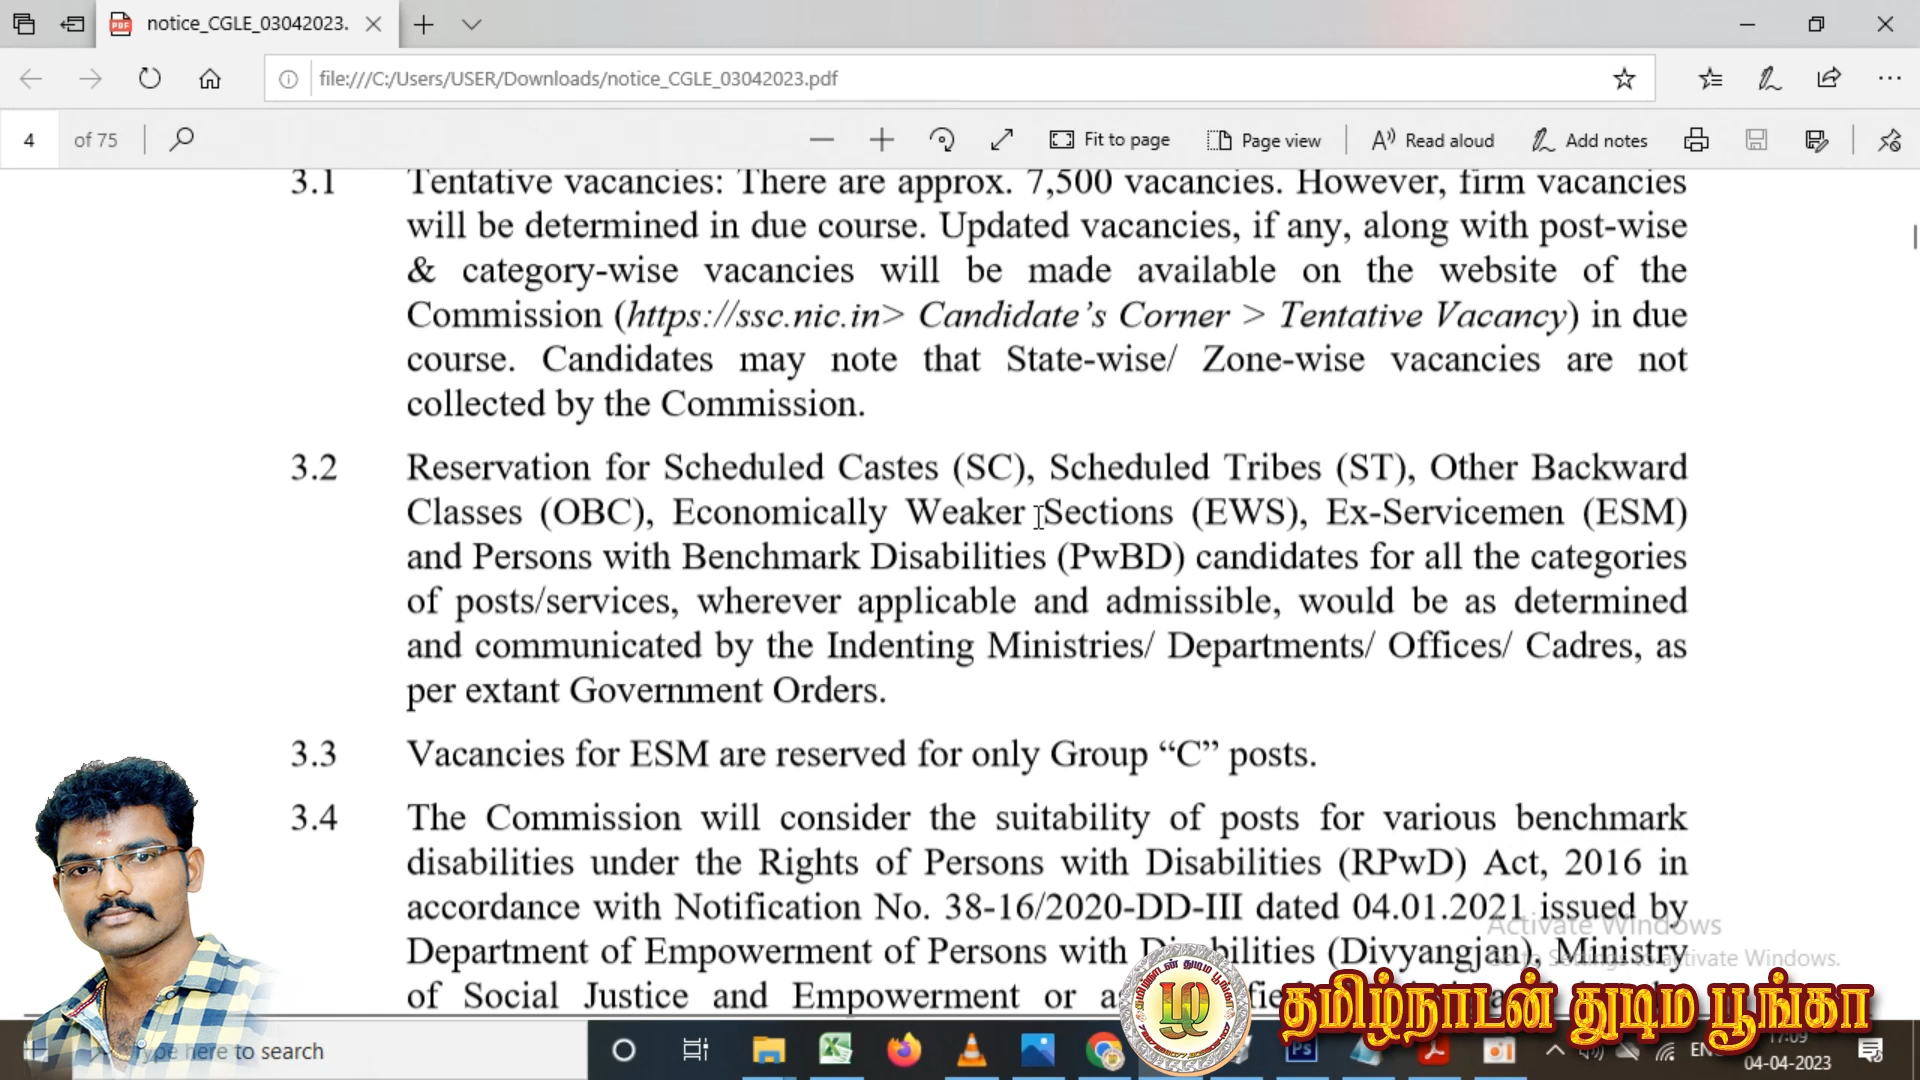 notice_CGLE_03042023.
file:///C:/Users/USER/Downloads/notice_CGLE_03042023.pdf
4 of 75
Fit to page
Page view
Read aloud
Add notes
3.1 Tentative vacancies: There are approx. 7,500 vacancies. However, firm vacancies
will be determined in due course. Updated vacancies, if any, along with post-wise
& category-wise vacancies will be made available on the website of the
Commission (https://ssc.nic.in> Candidate's Corner > Tentative Vacancy) in due
course. Candidates may note that State-wise/ Zone-wise vacancies are not
collected by the Commission.
3.2 Reservation for Scheduled Castes (SC), Scheduled Tribes (ST), Other Backward
Classes (OBC), Economically Weaker Sections (EWS), Ex-Servicemen (ESM)
and Persons with Benchmark Disabilities (PwBD) candidates for all the categories
of posts/services, wherever applicable and admissible, would be as determined
and communicated by the Indenting Ministries/ Departments/ Offices/ Cadres, as
per extant Government Orders.
3.3 Vacancies for ESM are reserved for only Group “C” posts.
3.4 The Commission will consider the suitability of posts for various benchmark
disabilities under the Rights of Persons with Disabilities (RPwD) Act, 2016 in
accordance with Notification No. 38-16/2020-DD-III dated 04.01.2021 issued by
Activate Windows
Department of Empowerment of Persons with Disabilities (Divyangjan), Ministry
Go to Settings to activate Windows.
of Social Justice and Empowerment or as
தமிழ்நாடன் துடிம பூங்கா
Type here to search
17:09
04-04-2023